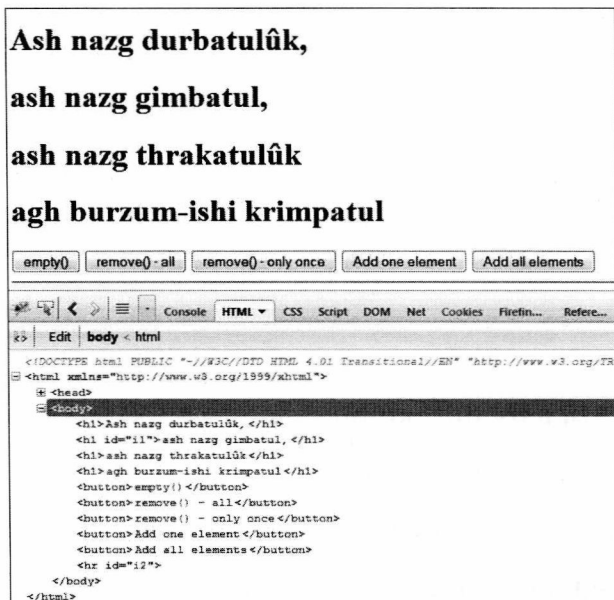 Ash nazg durbatulûk,
ash nazg gimbatul,
ash nazg thrakatulûk
agh burzum-ishi krimpatul
empty() remove() - all remove() - only once Add one element Add all elements
Console HTML CSS Script DOM Net Cookies Firefin... Refere...
Edit body < html
<!DOCTYPE html PUBLIC "-//W3C//DTD HTML 4.01 Transitional//EN" "http://www.w3.org/TR
<html xmlns="http://www.w3.org/1999/xhtml">
<head>
<body>
<h1>Ash nazg durbatulûk,</h1>
<h1 id="i1">ash nazg gimbatul,</h1>
<h1>ash nazg thrakatulûk</h1>
<h1>agh burzum-ishi krimpatul</h1>
<button>empty()</button>
<button>remove() - all</button>
<button>remove() - only once</button>
<button>Add one element</button>
<button>Add all elements</button>
<hr id="i2">
</body>
</html>